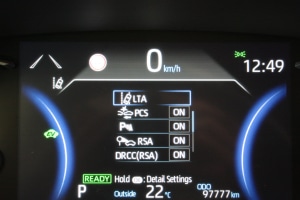 0 km/h
12:49
LTA
PCS ON
ON
RSA ON
DRCC(RSA) ON
READY Hold :Detail Settings
P Outside 22°C ODO 97777 km